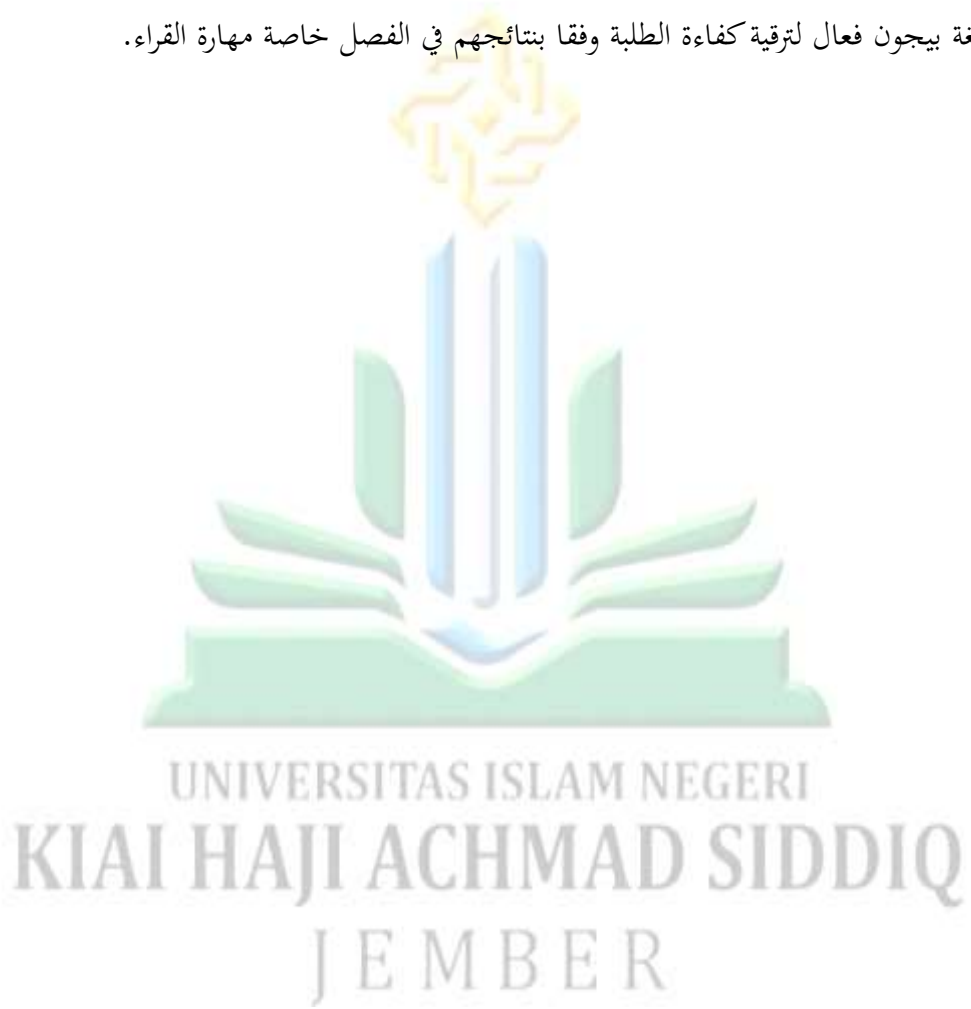 بيجون فعال لترقية كفاءة الطلبة وفقا بنتائجهم في الفصل خاصة مهارة القراء.
UNIVERSITAS ISLAM NEGERI
KIAI HAJI ACHMAD SIDDIQ
JEMBER